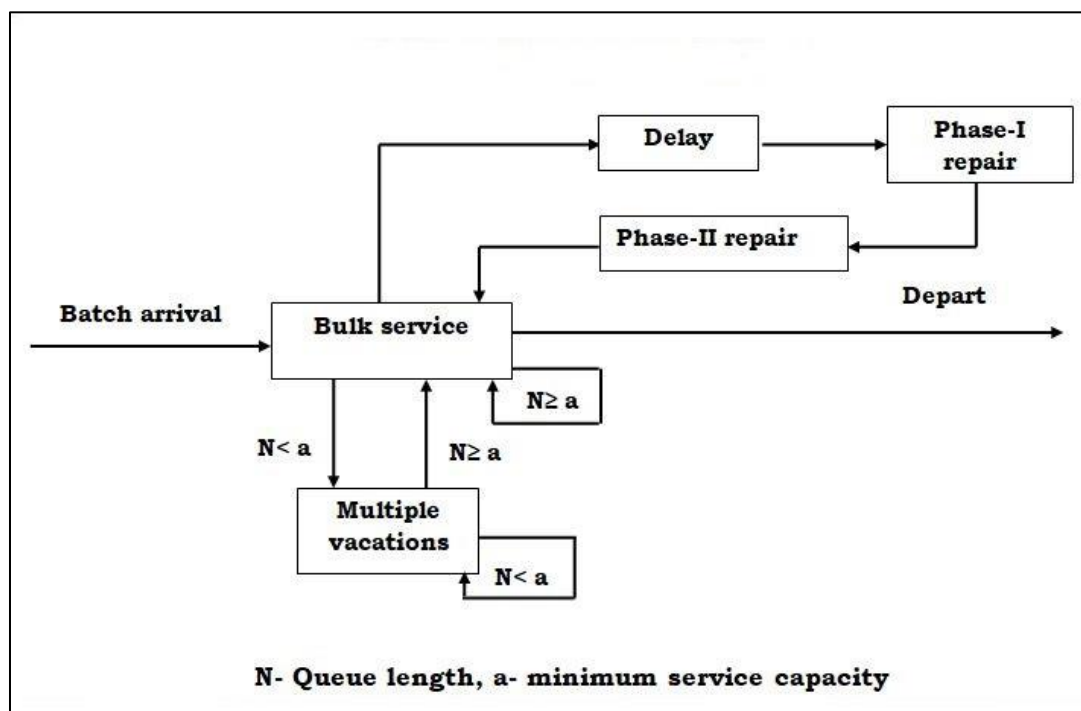 Delay
Phase-I
repair
Phase-II repair
Depart
Batch arrival
Bulk service
N≥ a
N< a
N≥ a
Multiple
vacations
N< a
N- Queue length, a- minimum service capacity